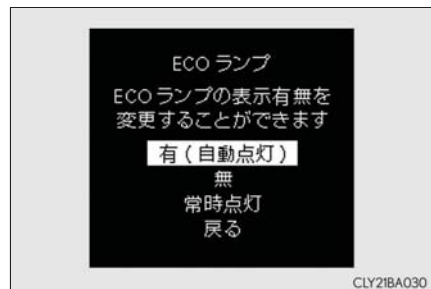 ECO ランプ
ECO ランプの表示有無を
変更することができます
有 ( 自動点灯 )
無
常時点灯
戻る
CLY21BA030